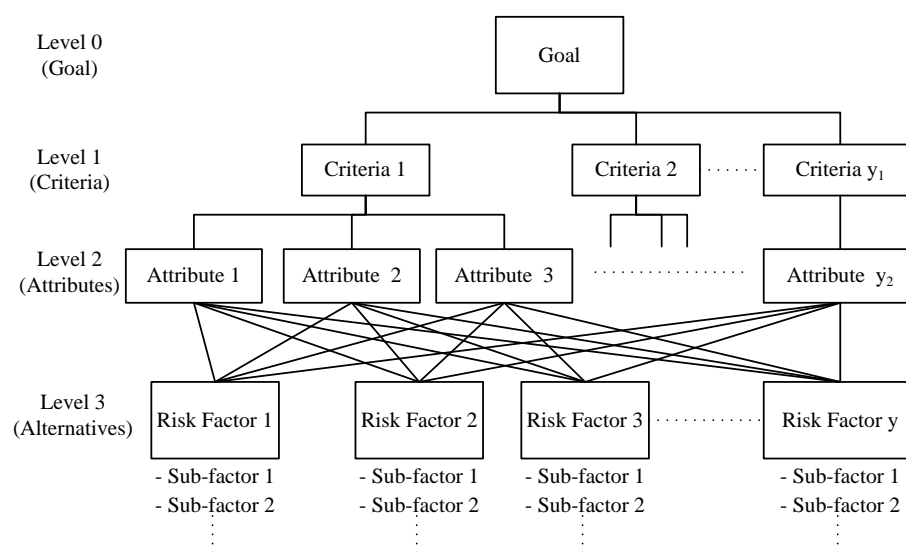 Level 0
(Goal)
Goal
Level 1
(Criteria)
Criteria 1
Criteria 2
Criteria y₁
Level 2
(Attributes)
Attribute 1
Attribute 2
Attribute 3
Attribute y₂
Level 3
(Alternatives)
Risk Factor 1
Risk Factor 2
Risk Factor 3
Risk Factor y
- Sub-factor 1
- Sub-factor 1
- Sub-factor 1
- Sub-factor 1
- Sub-factor 2
- Sub-factor 2
- Sub-factor 2
- Sub-factor 2